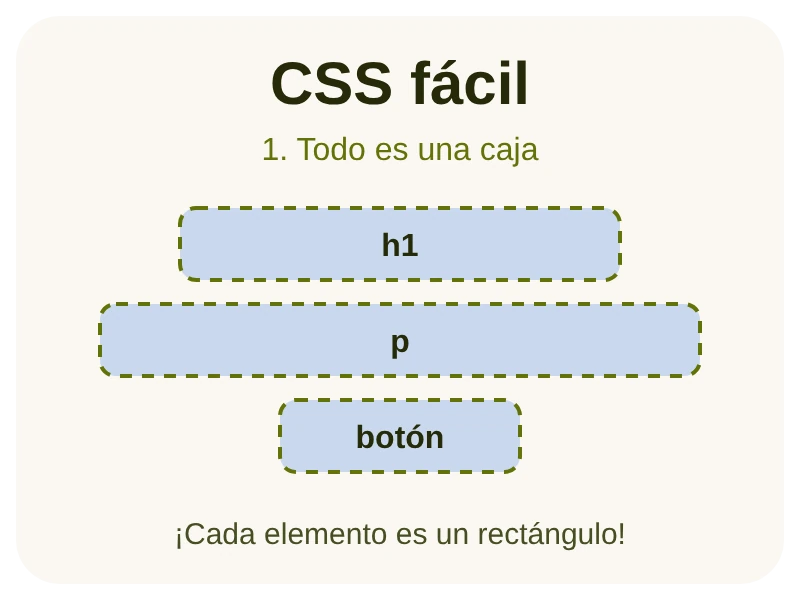 CSS fácil
1. Todo es una caja
h1
p
botón
¡Cada elemento es un rectángulo!